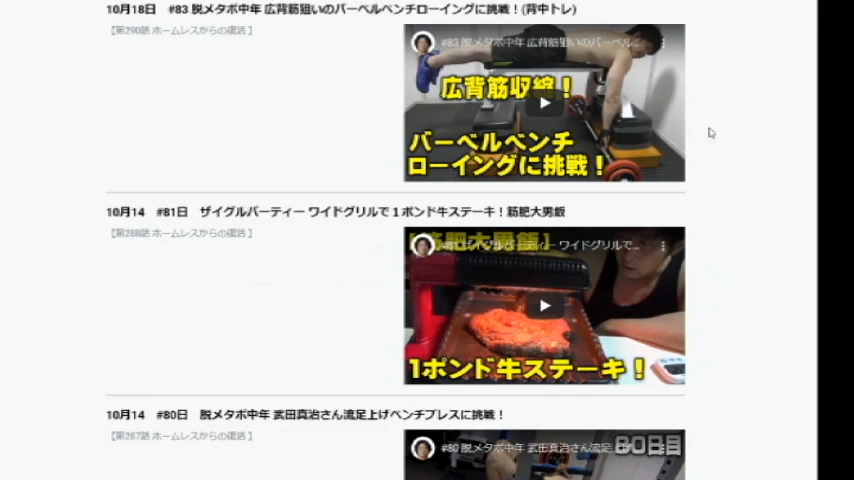 10月18日 #83 脱メタボ中年 広背筋狙いのバーベルベンチローイングに挑戦！(背中トレ)
[第290話 ホームレスからの復活 ]
#83 脱メタボ中年 広背筋狙いのバーベル...
広背筋収縮！
バーベルベンチ
ローイングに挑戦！
10月14 #81日 ザイグルパーティー ワイドグリルで１ポンド牛ステーキ！筋肥大男飯
[第288話 ホームレスからの復活 ]
#81 ザイグルパーティー ワイドグリルで...
1ポンド牛ステーキ！
10月14 #80日 脱メタボ中年 武田真治さん流足上げベンチプレスに挑戦！
[第287話 ホームレスからの復活 ]
#80 脱メタボ中年 武田真治さん流足上
80日目